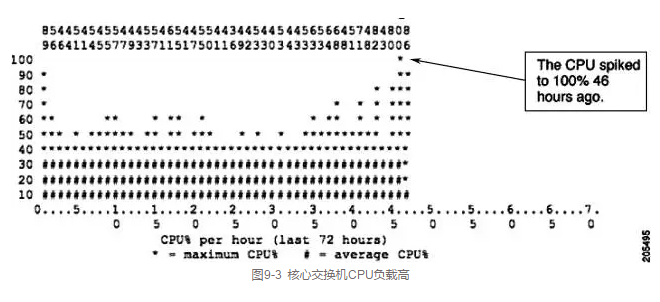 100
90
80
70
60
50
40
30
20
10
0....5....1....1....2....2....3....3....4....4....5....5....6....6....7.
0 5 0 5 0 5 0 5 0 5 0 5 0
CPU% per hour (last 72 hours)
* = maximum CPU% # = average CPU%
The CPU spiked
to 100% 46
hours ago.
205495
图9-3 核心交换机CPU负载高